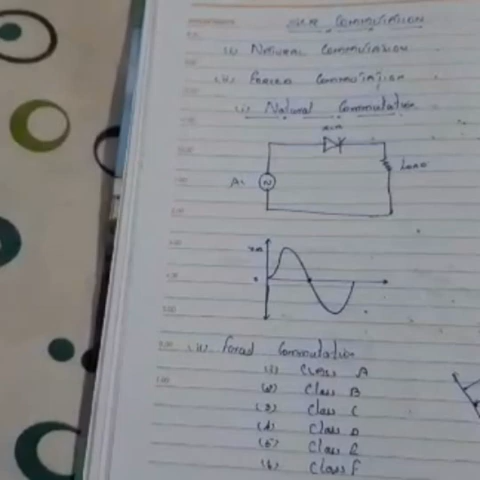 SCR COMMUTATION
(i) NATURAL COMMUTATION
(ii) FORCED COMMUTATION
(i) Natural Commutation
SCR
LOAD
(ii) Forced Commutation
(1) CLASS A
(2) Class B
(3) Class C
(4) Class D
(5) Class E
(6) Class F